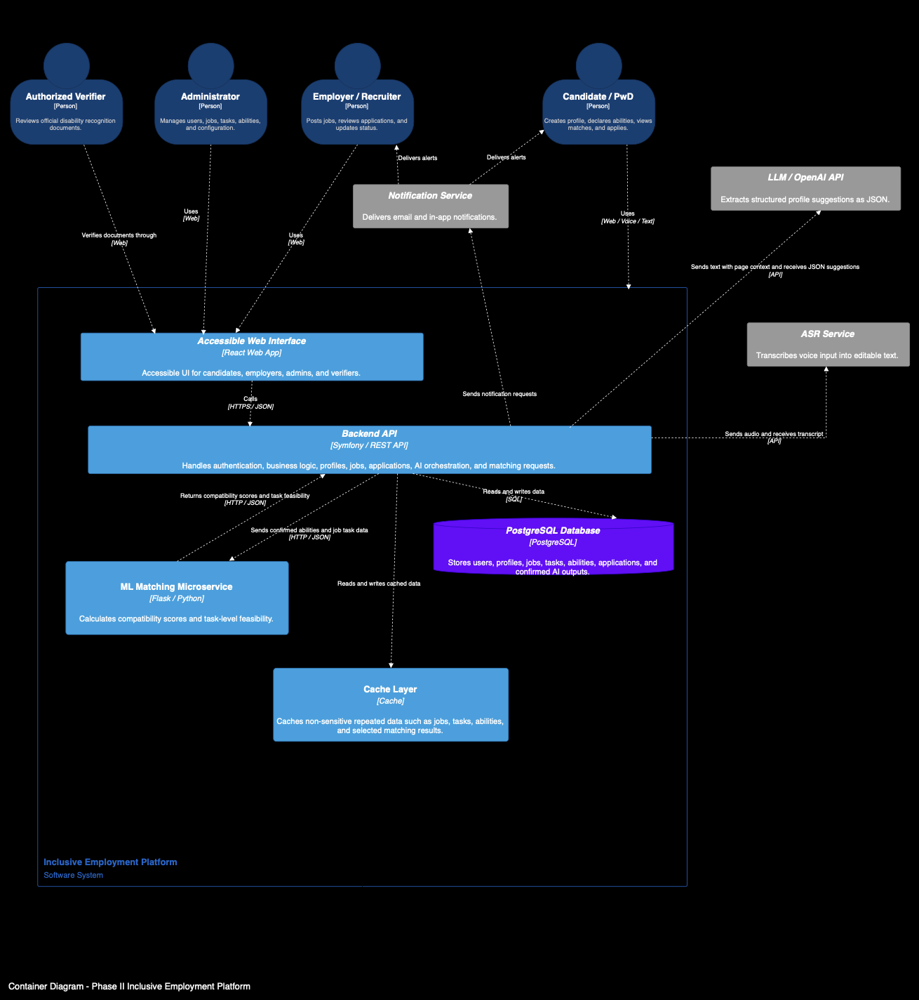 Authorized Verifier
[Person]
Reviews official disability recognition
documents.
Administrator
[Person]
Manages users, jobs, tasks, abilities,
and configuration.
Employer / Recruiter
[Person]
Posts jobs, reviews applications, and
updates status.
Candidate / PwD
[Person]
Creates profile, declares abilities, views
matches, and applies.
Delivers alerts
Delivers alerts
LLM / OpenAI API
Extracts structured profile suggestions as JSON.
Notification Service
Delivers email and in-app notifications.
Uses
[Web]
Uses
[Web / Voice / Text]
Verifies documents through
[Web]
Uses
[Web]
Sends text with page context and receives JSON suggestions
[API]
ASR Service
Transcribes voice input into editable text.
Accessible Web Interface
[React Web App]
Accessible UI for candidates, employers, admins, and verifiers.
Calls
[HTTPS / JSON]
Sends notification requests
Backend API
[Symfony / REST API]
Handles authentication, business logic, profiles, jobs, applications, AI orchestration, and matching requests.
Sends audio and receives transcript
[API]
Returns compatibility scores and task feasibility
[HTTP / JSON]
Reads and writes data
[SQL]
Sends confirmed abilities and job task data
[HTTP / JSON]
PostgreSQL Database
[PostgreSQL]
Stores users, profiles, jobs, tasks, abilities, applications, and
confirmed AI outputs.
ML Matching Microservice
[Flask / Python]
Calculates compatibility scores and task-level feasibility.
Reads and writes cached data
Cache Layer
[Cache]
Caches non-sensitive repeated data such as jobs, tasks, abilities,
and selected matching results.
Inclusive Employment Platform
Software System
Container Diagram - Phase II Inclusive Employment Platform